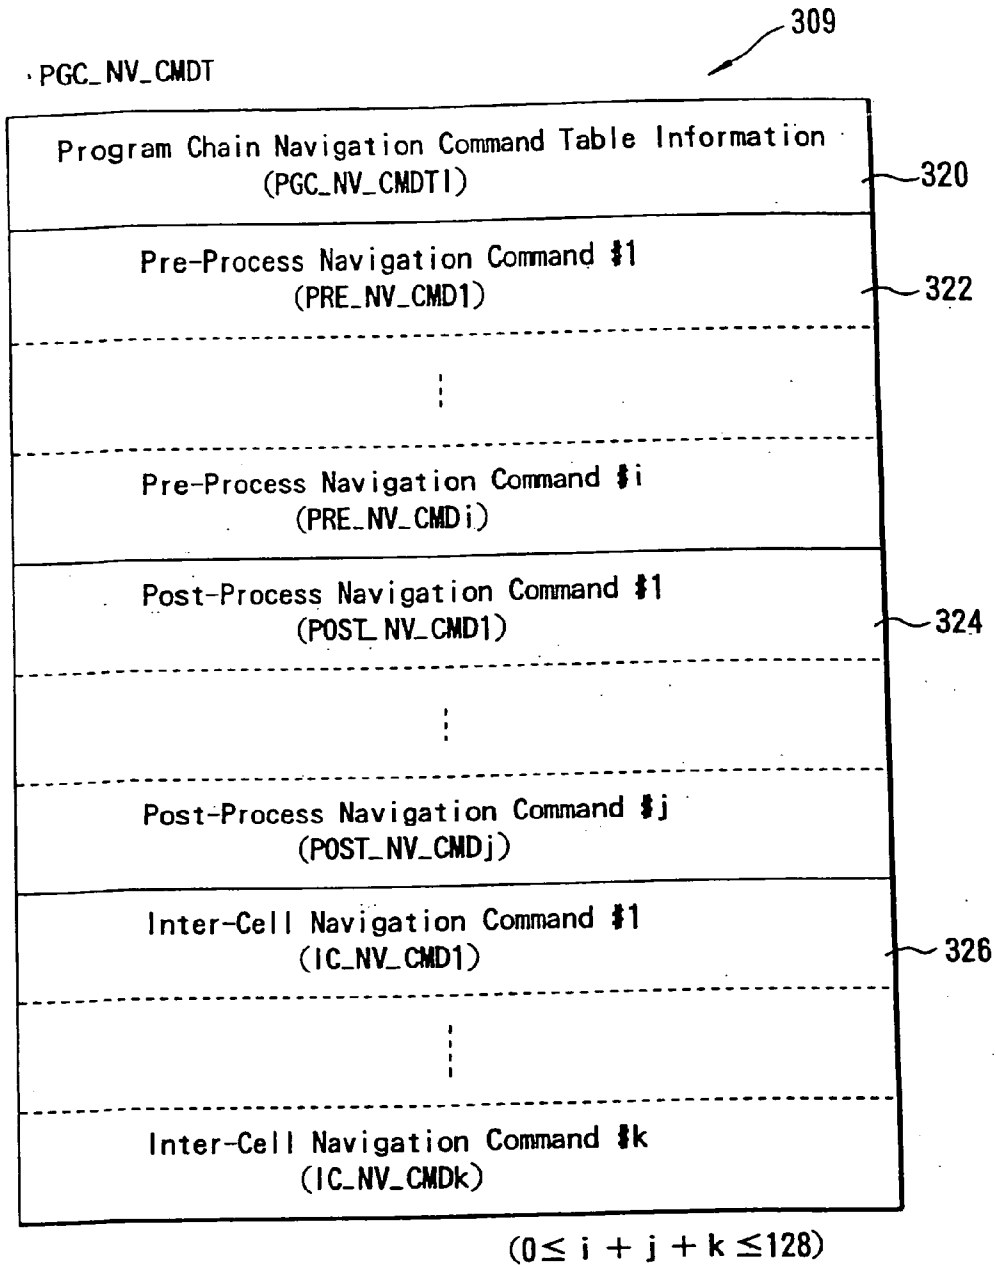 309
PGC_NV_CMDT
Program Chain Navigation Command Table Information
(PGC_NV_CMDTI)
320
Pre-Process Navigation Command #1
(PRE_NV_CMD1)
322
Pre-Process Navigation Command #i
(PRE_NV_CMDi)
Post-Process Navigation Command #1
(POST_NV_CMD1)
324
Post-Process Navigation Command #j
(POST_NV_CMDj)
Inter-Cell Navigation Command #1
(IC_NV_CMD1)
326
Inter-Cell Navigation Command #k
(IC_NV_CMDk)
(0≤ i + j + k ≤128)